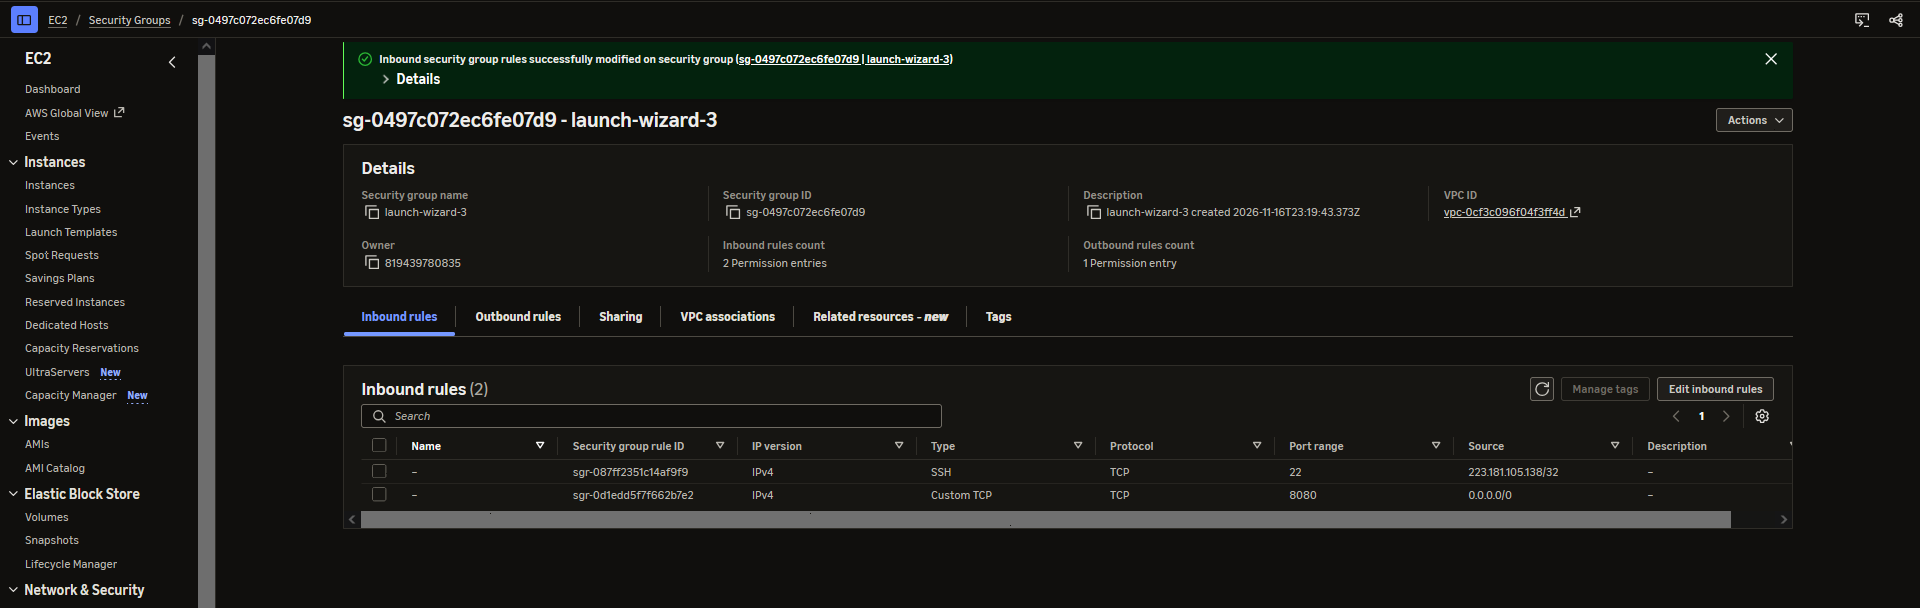 EC2 / Security Groups / sg-0497c072ec6fe07d9
EC2
Dashboard
AWS Global View
Events
Instances
Instances
Instance Types
Launch Templates
Spot Requests
Savings Plans
Reserved Instances
Dedicated Hosts
Capacity Reservations
UltraServers New
Capacity Manager New
Images
AMIs
AMI Catalog
Elastic Block Store
Volumes
Snapshots
Lifecycle Manager
Network & Security
Inbound security group rules successfully modified on security group (sg-0497c072ec6fe07d9 | launch-wizard-3)
Details
sg-0497c072ec6fe07d9 - launch-wizard-3
Actions
Details
Security group name
launch-wizard-3
Security group ID
sg-0497c072ec6fe07d9
Description
launch-wizard-3 created 2026-11-16T23:19:43.373Z
VPC ID
vpc-0cf3c096f04f3ff4d
Owner
819439780835
Inbound rules count
2 Permission entries
Outbound rules count
1 Permission entry
Inbound rules Outbound rules Sharing VPC associations Related resources - new Tags
Inbound rules (2)
Manage tags
Edit inbound rules
Search
1
Name Security group rule ID IP version Type Protocol Port range Source Description
– sgr-087ff2351c14af9f9 IPv4 SSH TCP 22 223.181.105.138/32 –
– sgr-0d1edd5f7f662b7e2 IPv4 Custom TCP TCP 8080 0.0.0.0/0 –